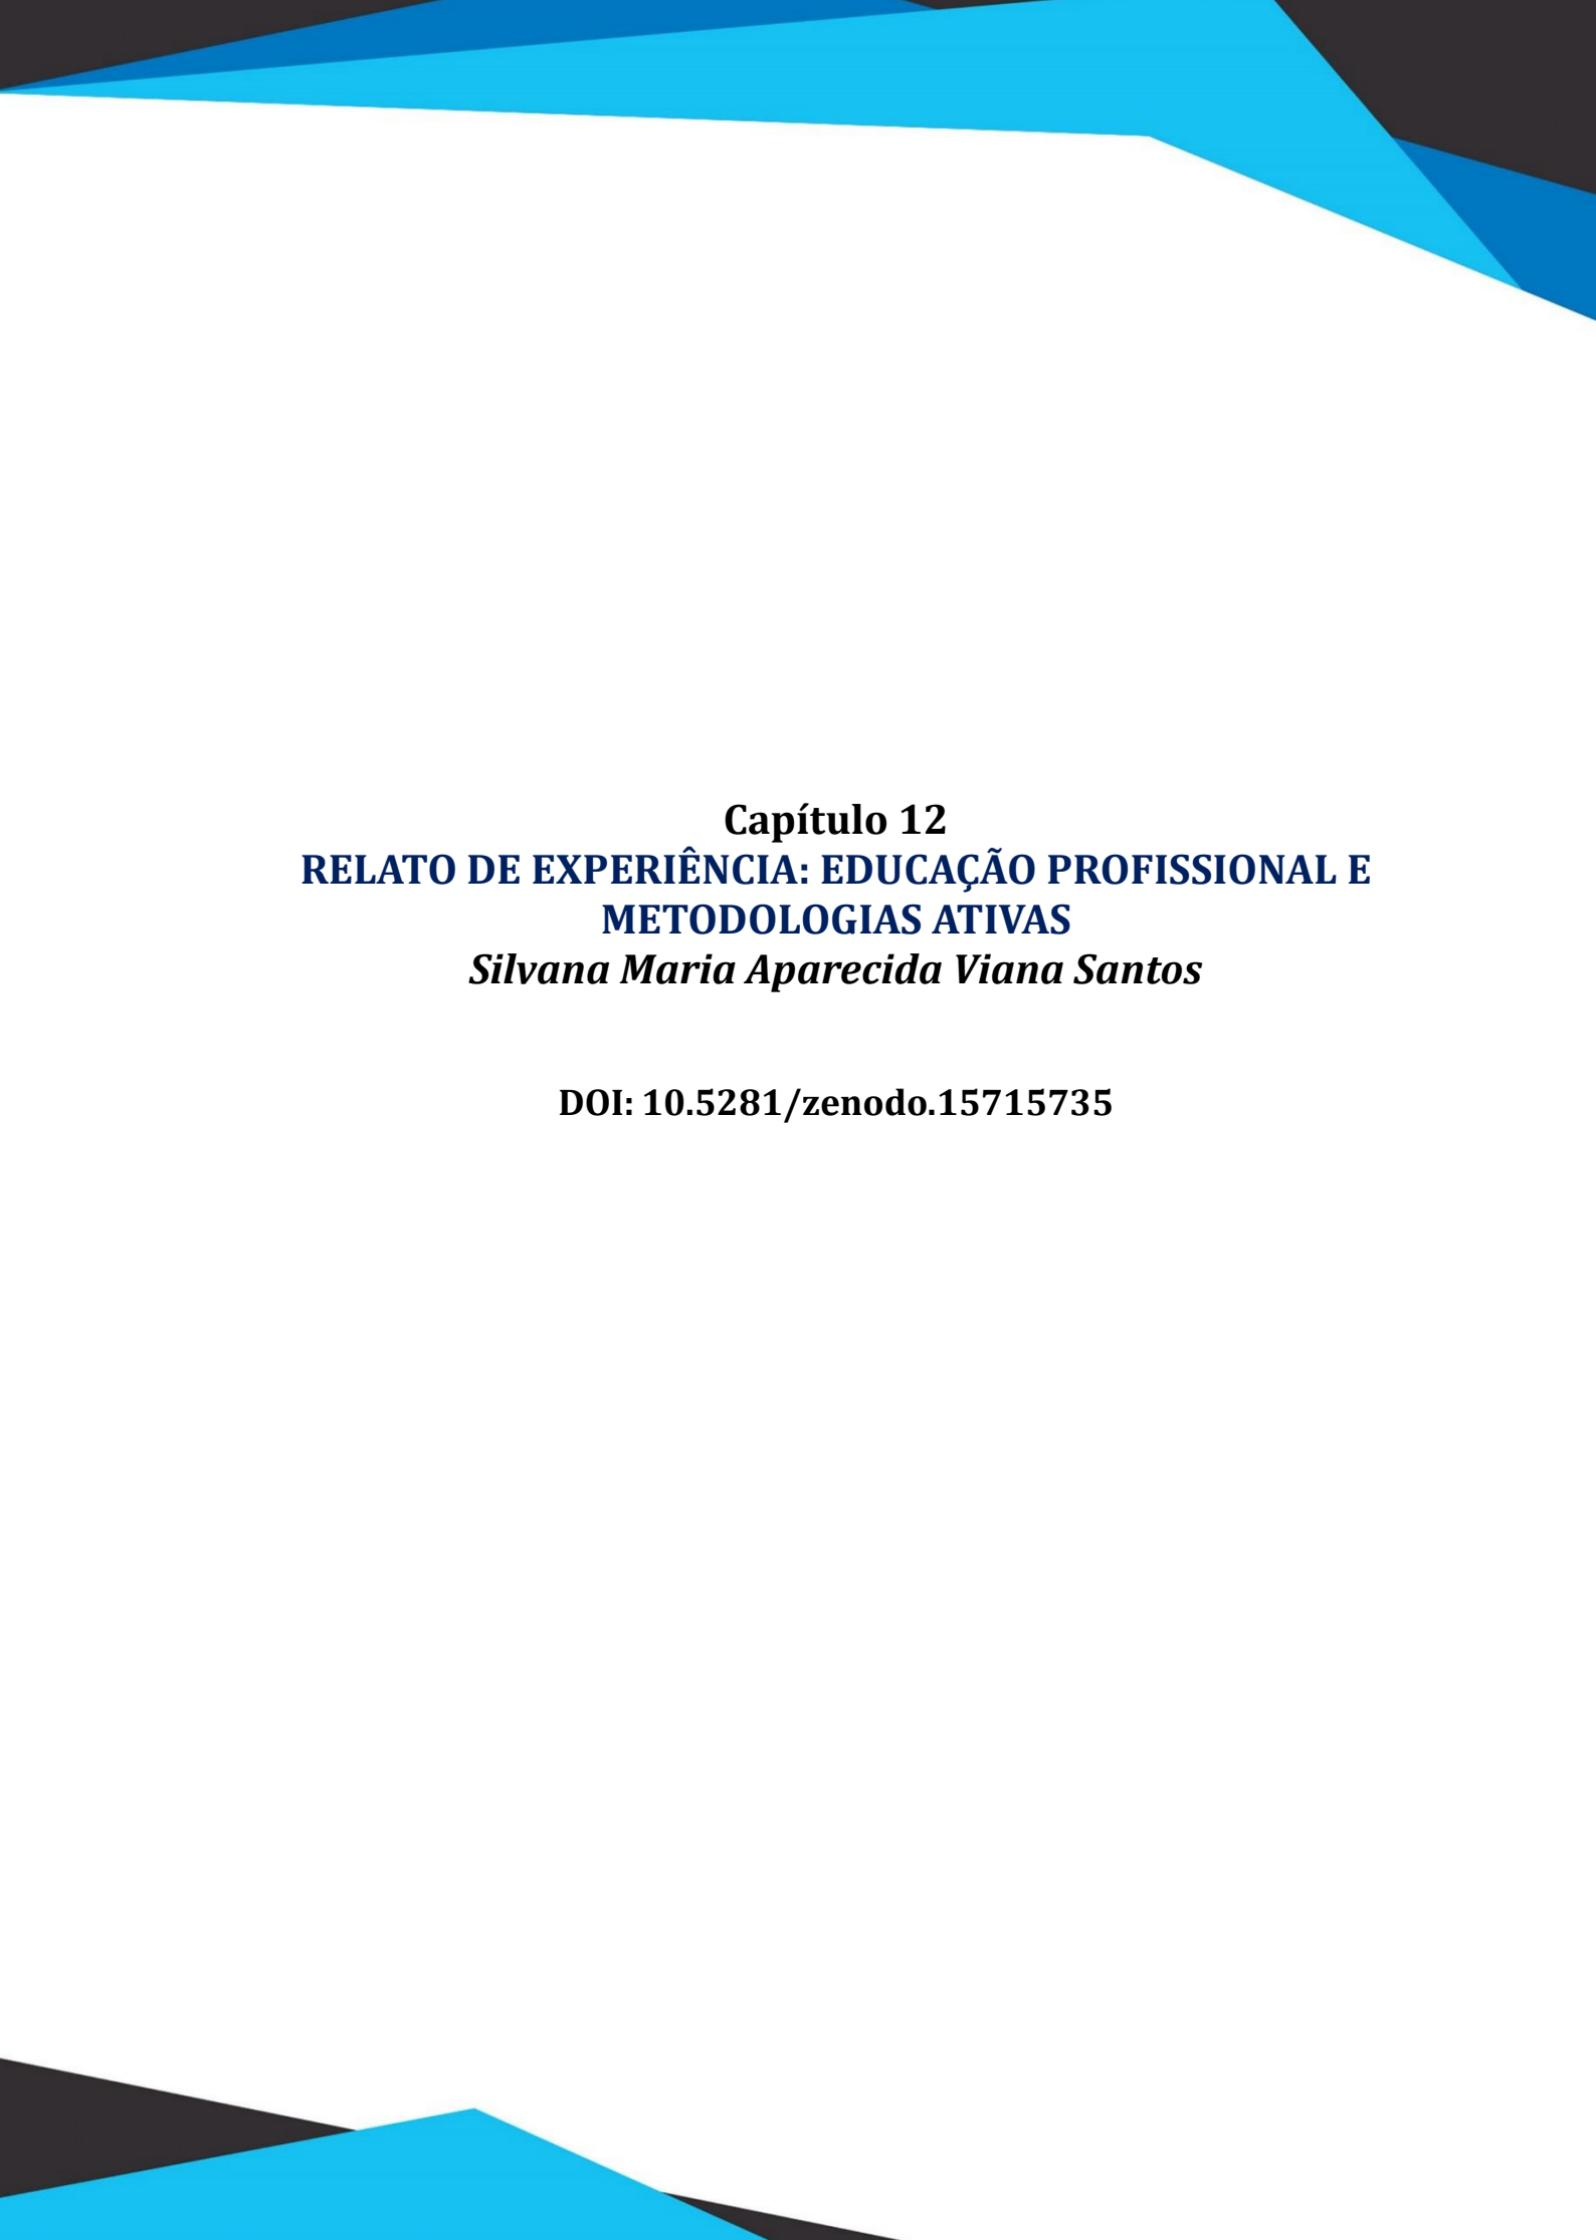 Capítulo 12
RELATO DE EXPERIÊNCIA: EDUCAÇÃO PROFISSIONAL E
METODOLOGIAS ATIVAS
Silvana Maria Aparecida Viana Santos
DOI: 10.5281/zenodo.15715735